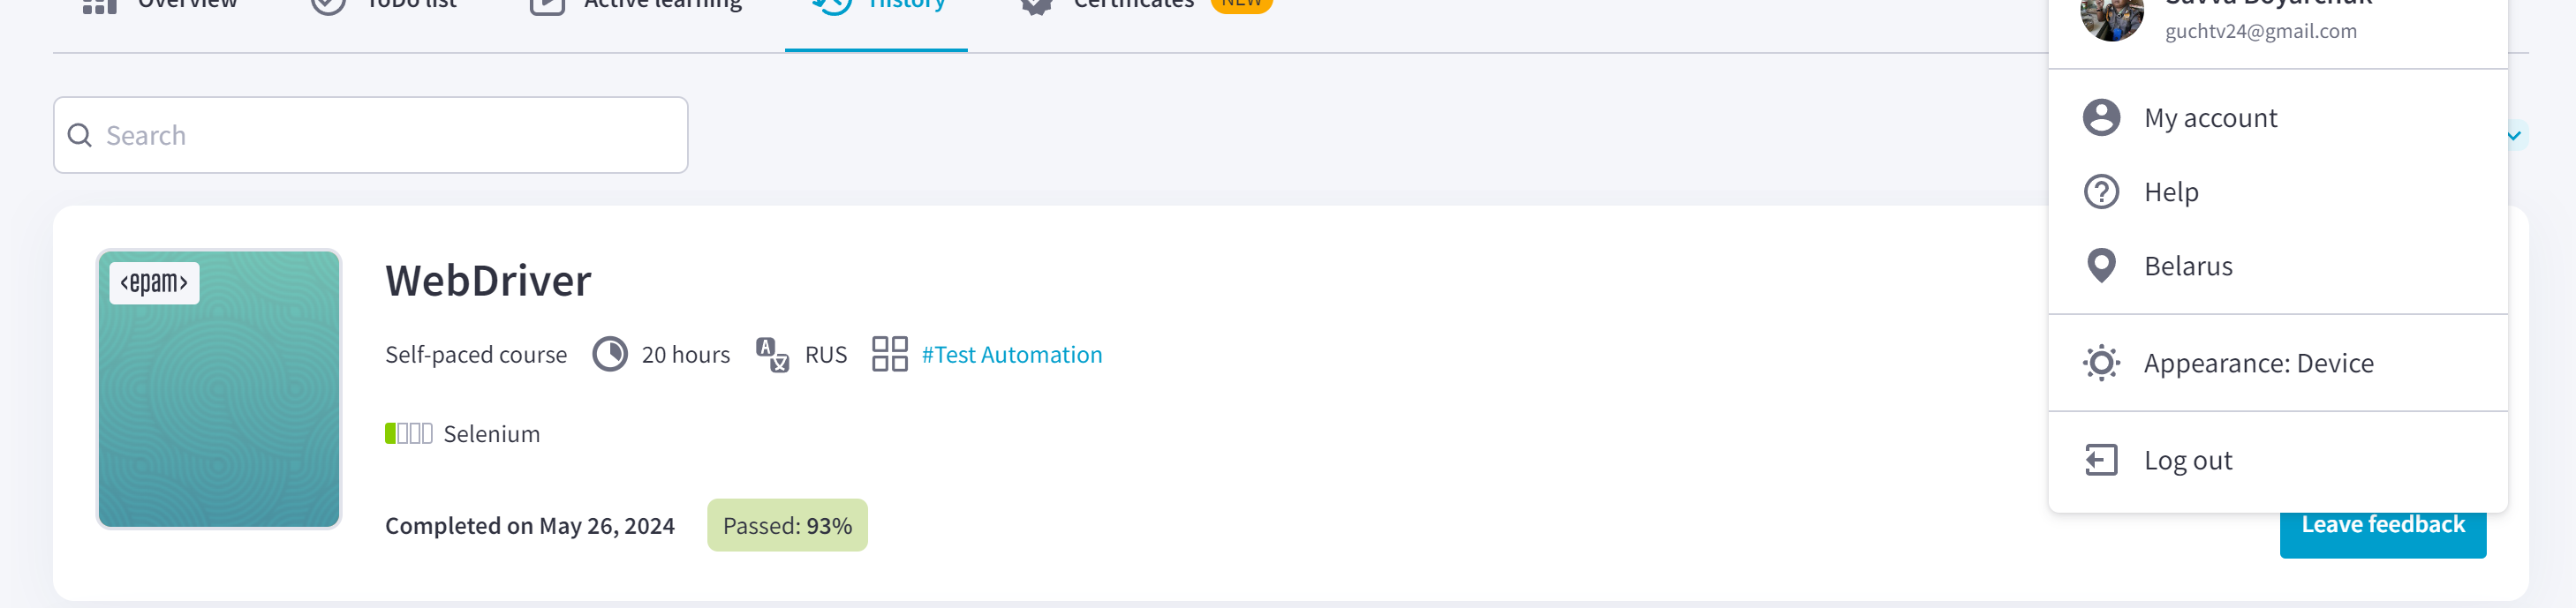 Overview
ToDo list
Active learning
History
Certificates
NEW
Savva Boyarchuk
guchtv24@gmail.com
Search
My account
Help
Belarus
Appearance: Device
Log out
<epam>
WebDriver
Self-paced course 20 hours RUS #Test Automation
Selenium
Completed on May 26, 2024 Passed: 93%
Leave feedback